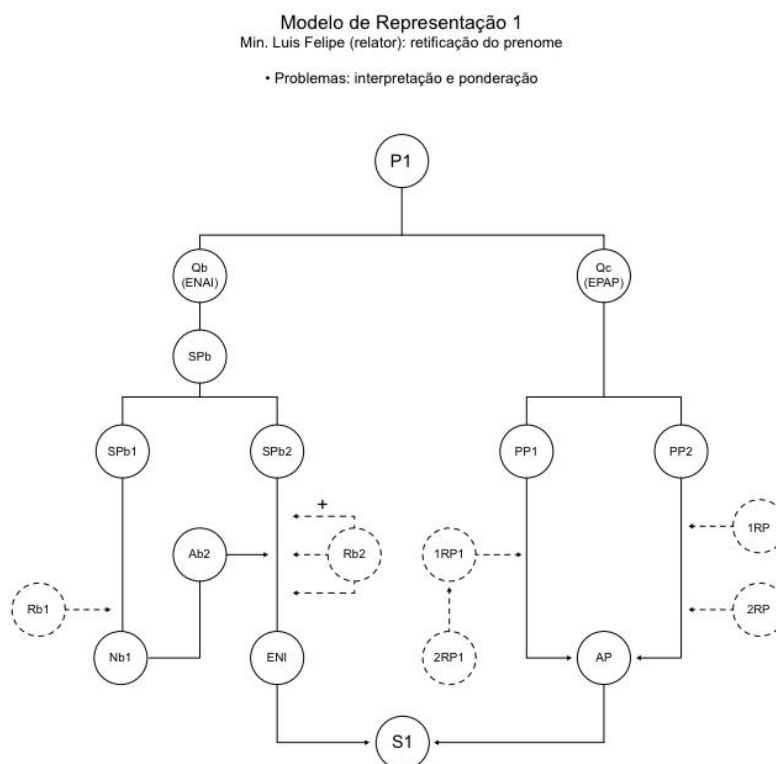 Modelo de Representação 1
Min. Luis Felipe (relator): retificação do prenome
• Problemas: interpretação e ponderação
P1
Qb
(ENAI)
Qc
(EPAP)
SPb
SPb1
SPb2
PP1
PP2
+
1RP
Ab2
Rb2
1RP1
Rb1
2RP
Nb1
ENI
2RP1
AP
S1